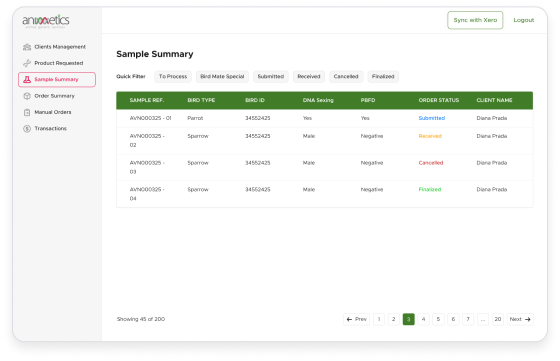 Sync with Xero
Logout
Clients Management
Product Requested
Sample Summary
Order Summary
Manual Orders
Transactions
Sample Summary
Quick Filter
To Process
Bird Mate Special
Submitted
Received
Cancelled
Finalized
SAMPLE REF. BIRD TYPE BIRD ID DNA Sexing PBFD ORDER STATUS CLIENT NAME
AVN000325 - 01 Parrot 34552425 Yes Yes Submitted Diana Prada
AVN000325 - Sparrow 34552425 Male Negative Received Diana Prada
02
AVN000325 - Sparrow 34552425 Male Negative Cancelled Diana Prada
03
AVN000325 - Sparrow 34552425 Male Negative Finalized Diana Prada
04
Showing 45 of 200
← Prev 1 2 3 4 5 6 7 ... 20 Next →